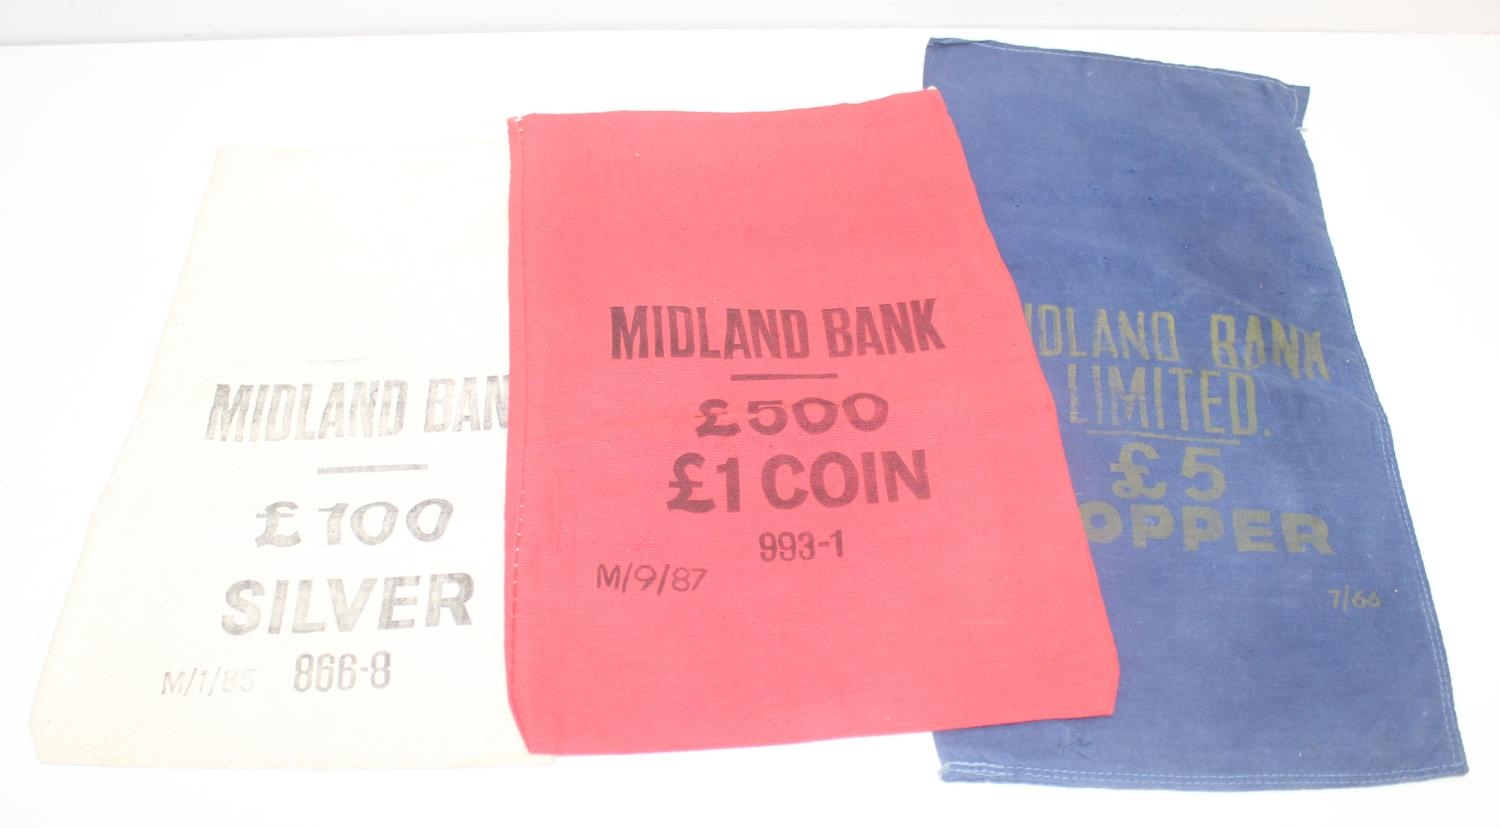 MIDLAND BAN
£100
SILVER
M/1/85 866-8
MIDLAND BANK
£500
£1 COIN
993-1
M/9/87
IDLAND BANK
LIMITED.
£5
OPPER
7/66